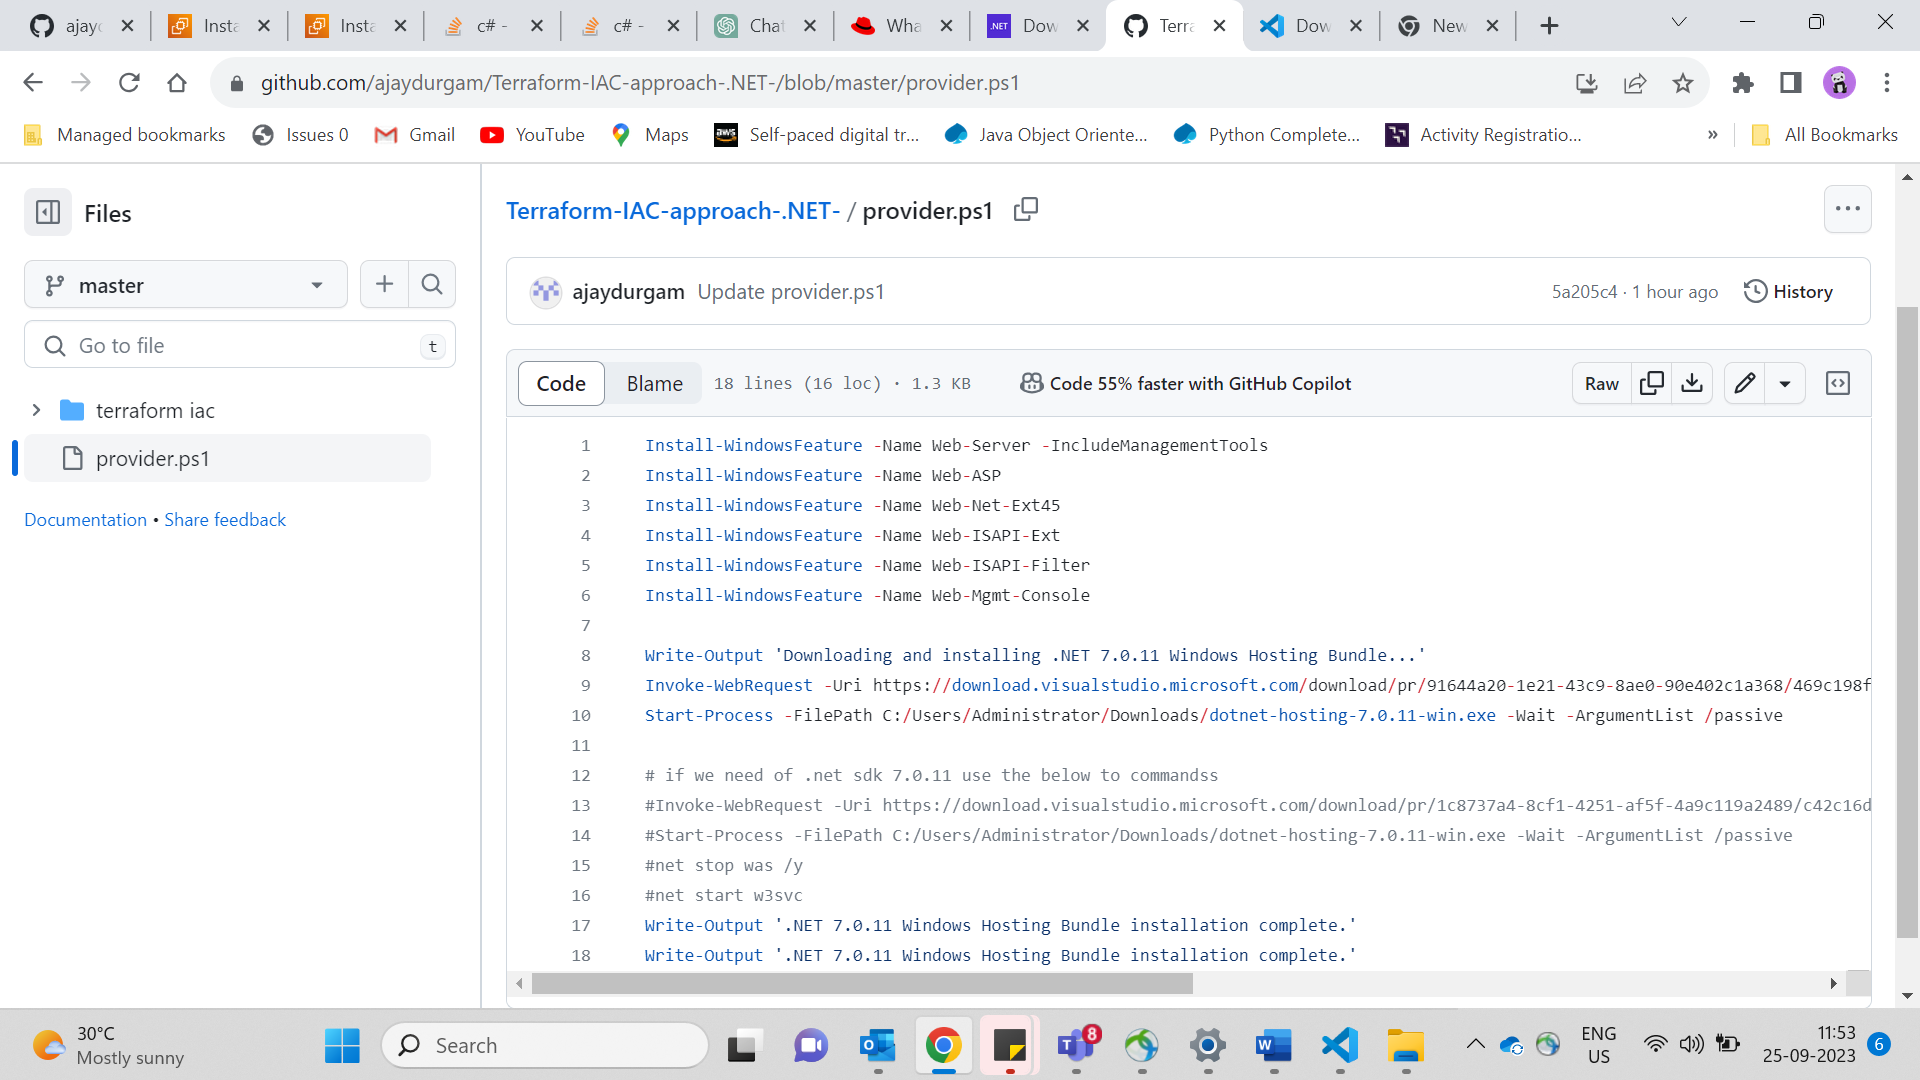 ajayc
Insta
Insta
c# -
c# -
Chat
Wha
.NET
Dow
Terra
Dow
New
github.com/ajaydurgam/Terraform-IAC-approach-.NET-/blob/master/provider.ps1
Managed bookmarks
Issues 0
Gmail
YouTube
Maps
aws
Self-paced digital tr...
Java Object Oriente...
Python Complete...
Activity Registratio...
»
All Bookmarks
Files
Terraform-IAC-approach-.NET- / provider.ps1
master
ajaydurgam Update provider.ps1
5a205c4 · 1 hour ago
History
Go to file
t
Code
Blame
18 lines (16 loc) · 1.3 KB
Code 55% faster with GitHub Copilot
Raw
terraform iac
provider.ps1
Documentation • Share feedback
1 Install-WindowsFeature -Name Web-Server -IncludeManagementTools
2 Install-WindowsFeature -Name Web-ASP
3 Install-WindowsFeature -Name Web-Net-Ext45
4 Install-WindowsFeature -Name Web-ISAPI-Ext
5 Install-WindowsFeature -Name Web-ISAPI-Filter
6 Install-WindowsFeature -Name Web-Mgmt-Console
7
8 Write-Output 'Downloading and installing .NET 7.0.11 Windows Hosting Bundle...'
9 Invoke-WebRequest -Uri https://download.visualstudio.microsoft.com/download/pr/91644a20-1e21-43c9-8ae0-90e402c1a368/469c198f
10 Start-Process -FilePath C:/Users/Administrator/Downloads/dotnet-hosting-7.0.11-win.exe -Wait -ArgumentList /passive
11
12 # if we need of .net sdk 7.0.11 use the below to commandss
13 #Invoke-WebRequest -Uri https://download.visualstudio.microsoft.com/download/pr/1c8737a4-8cf1-4251-af5f-4a9c119a2489/c42c16d
14 #Start-Process -FilePath C:/Users/Administrator/Downloads/dotnet-hosting-7.0.11-win.exe -Wait -ArgumentList /passive
15 #net stop was /y
16 #net start w3svc
17 Write-Output '.NET 7.0.11 Windows Hosting Bundle installation complete.'
18 Write-Output '.NET 7.0.11 Windows Hosting Bundle installation complete.'
30°C
Mostly sunny
Search
8
ENG
US
11:53
25-09-2023
6